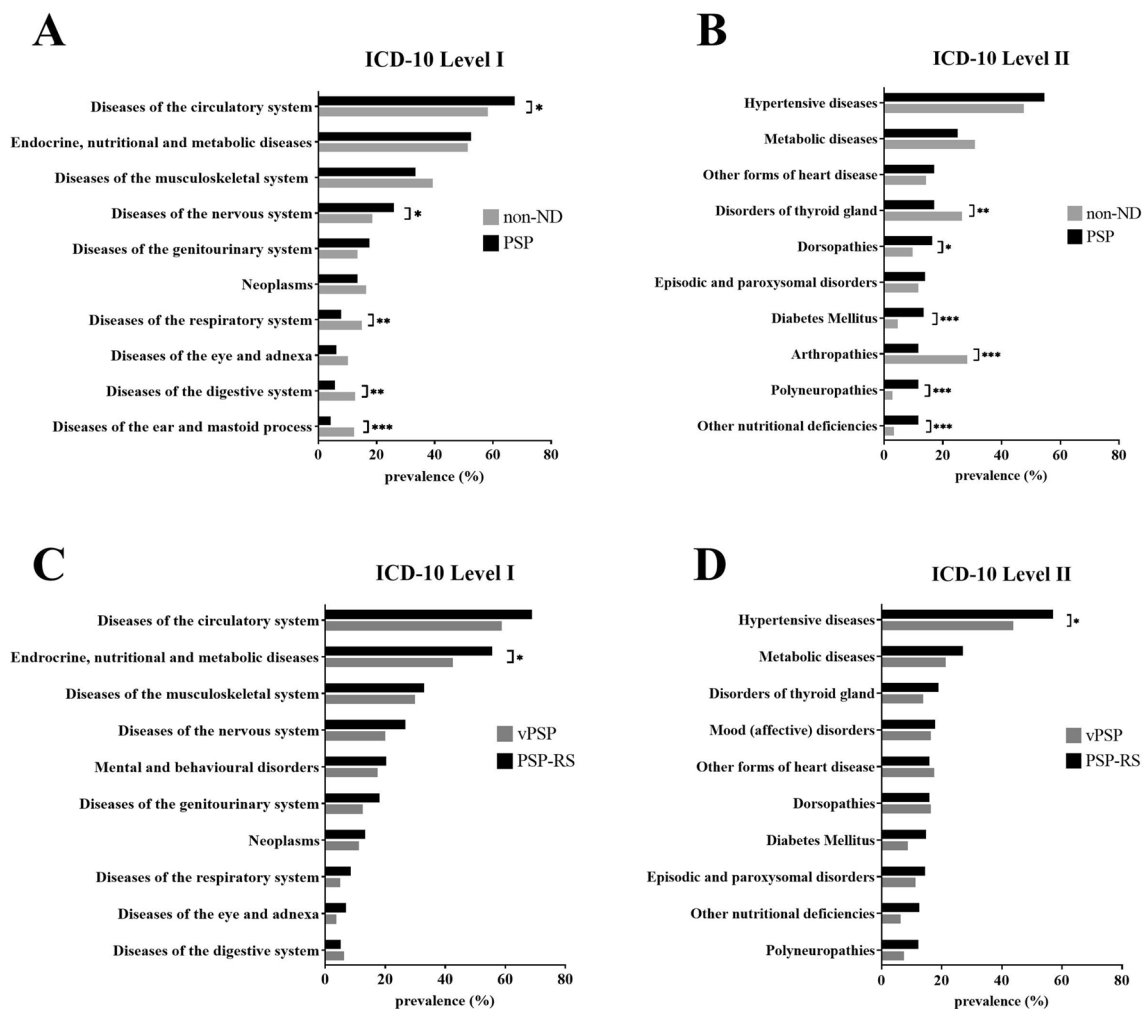 A
ICD-10 Level I
Diseases of the circulatory system
*
Endocrine, nutritional and metabolic diseases
Diseases of the musculoskeletal system
Diseases of the nervous system
*
Diseases of the genitourinary system
Neoplasms
Diseases of the respiratory system
**
Diseases of the eye and adnexa
Diseases of the digestive system
**
Diseases of the ear and mastoid process
***
non-ND
PSP
0 20 40 60 80
prevalence (%)
B
ICD-10 Level II
Hypertensive diseases
Metabolic diseases
Other forms of heart disease
Disorders of thyroid gland
**
Dorsopathies
*
Episodic and paroxysmal disorders
Diabetes Mellitus
***
Arthropathies
***
Polyneuropathies
***
Other nutritional deficiencies
***
non-ND
PSP
0 20 40 60 80
prevalence (%)
C
ICD-10 Level I
Diseases of the circulatory system
Endrocrine, nutritional and metabolic diseases
*
Diseases of the musculoskeletal system
Diseases of the nervous system
Mental and behavioural disorders
Diseases of the genitourinary system
Neoplasms
Diseases of the respiratory system
Diseases of the eye and adnexa
Diseases of the digestive system
vPSP
PSP-RS
0 20 40 60 80
prevalence (%)
D
ICD-10 Level II
Hypertensive diseases
*
Metabolic diseases
Disorders of thyroid gland
Mood (affective) disorders
Other forms of heart disease
Dorsopathies
Diabetes Mellitus
Episodic and paroxysmal disorders
Other nutritional deficiencies
Polyneuropathies
vPSP
PSP-RS
0 20 40 60 80
prevalence (%)